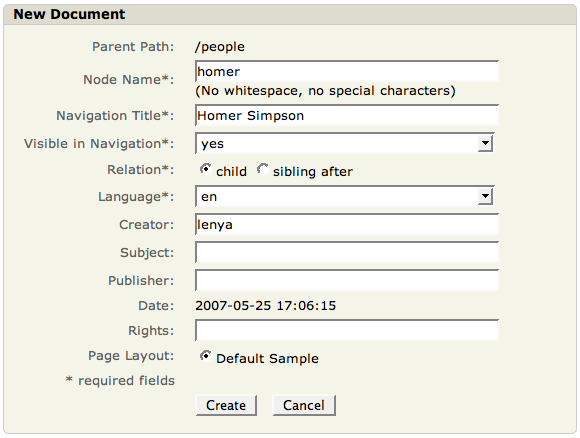 New Document
Parent Path: /people
Node Name*: homer
(No whitespace, no special characters)
Navigation Title*: Homer Simpson
Visible in Navigation*: yes
Relation*: child sibling after
Language*: en
Creator: lenya
Subject:
Publisher:
Date: 2007-05-25 17:06:15
Rights:
Page Layout: Default Sample
* required fields
Create Cancel